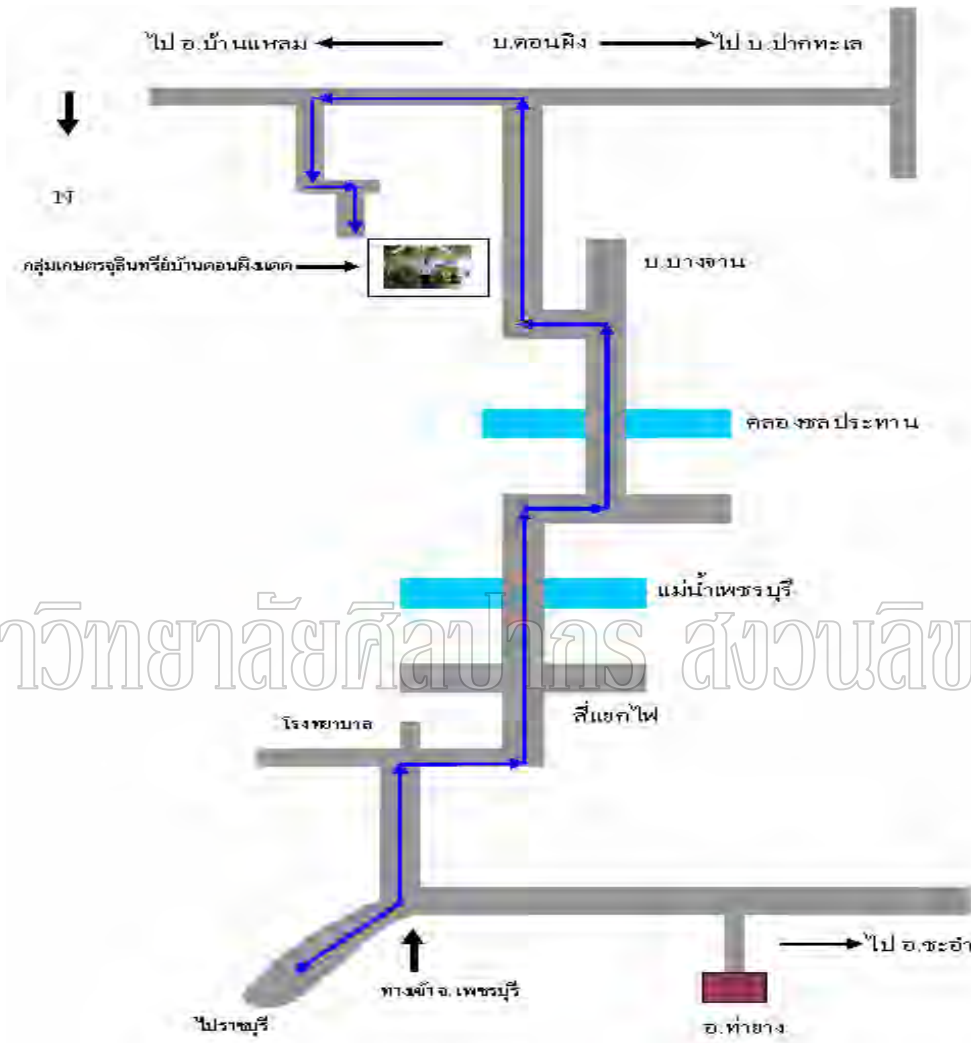 ไป อ.บ้านแหลม บ.ดอนผิง ไป บ.ปากทะเล
N
กลุ่มเกษตรจุลินทรีย์บ้านดอนผิงแดด
บ.บางจาน
คลองชลประทาน
แม่น้ำเพชรบุรี
าวิทยาลัยศิลปากร สงวนลิข
สี่แยกไฟ
โรงพยาบาล
ไป อ.ชะอำ
ทางเข้า จ.เพชรบุรี
ไปราชบุรี
อ.ท่ายาง